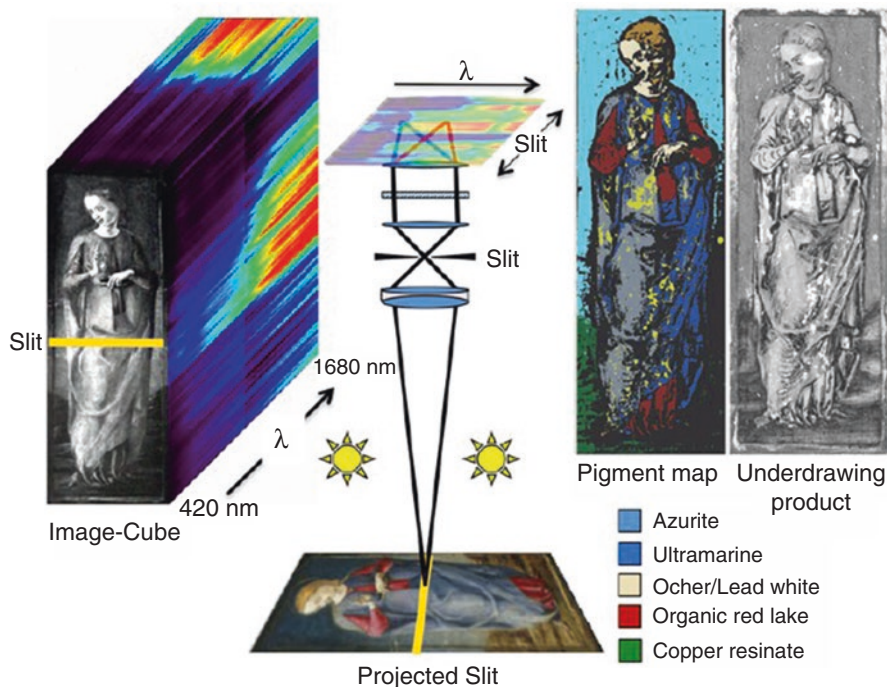 Slit
420 nm
λ
1680 nm
Image-Cube
λ
Slit
Slit
Projected Slit
Pigment map
Underdrawing
product
Azurite
Ultramarine
Ocher/Lead white
Organic red lake
Copper resinate